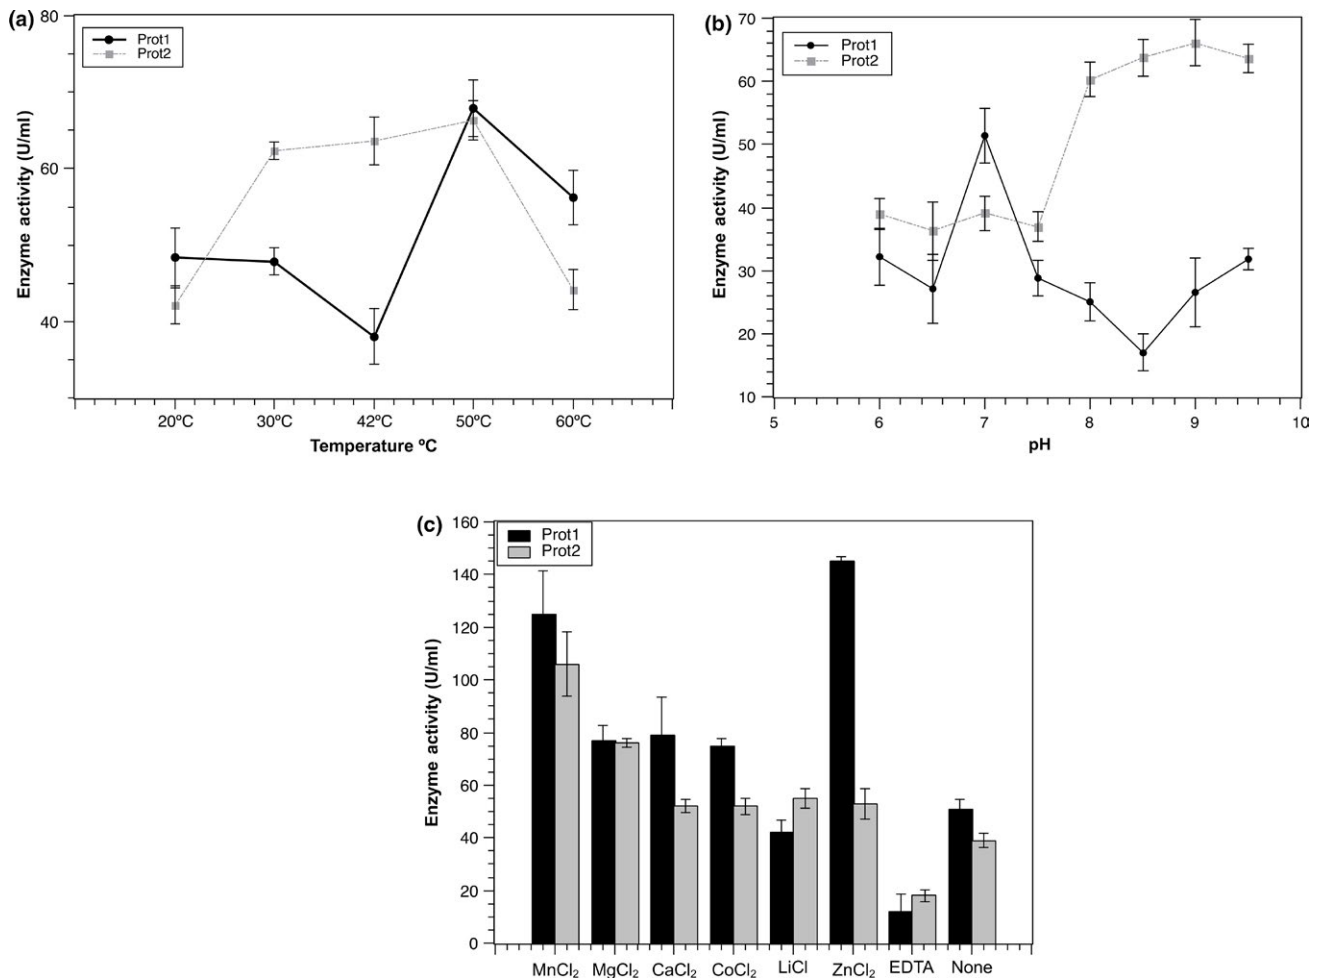 (a)
80
60
40
Enzyme activity (U/ml)
Prot1
Prot2
20ºC 30ºC 42ºC 50ºC 60ºC
Temperature ºC
(b)
70
60
50
40
30
20
10
Enzyme activity (U/ml)
Prot1
Prot2
5 6 7 8 9 10
pH
(c)
160
140
120
100
80
60
40
20
0
Enzyme activity (U/ml)
Prot1
Prot2
MnCl₂ MgCl₂ CaCl₂ CoCl₂ LiCl ZnCl₂ EDTA None